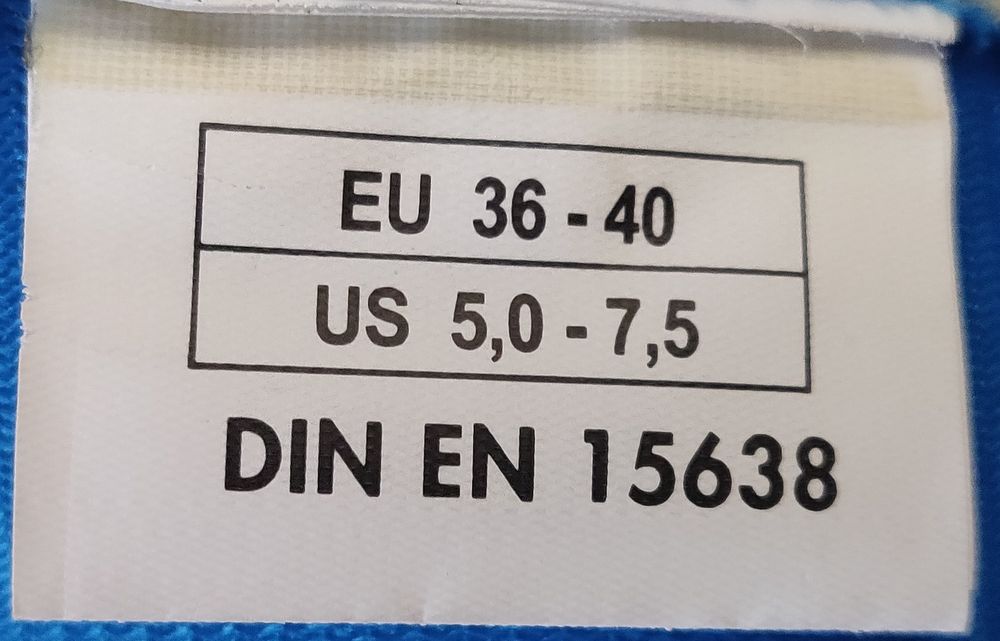 EU 36 - 40
US 5,0 - 7,5
DIN EN 15638